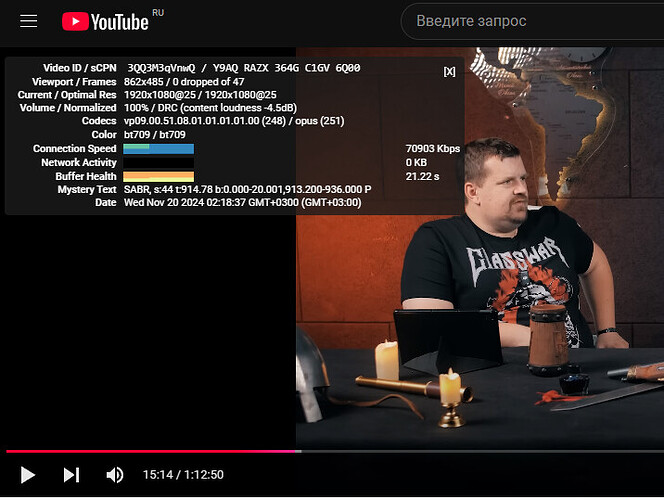 YouTube RU
Введите запрос
Video ID / sCPN 3QQ3M3qVnwQ / Y9AQ RAZX 364G C1GV 6Q00
[X]
Viewport / Frames 862x485 / 0 dropped of 47
Current / Optimal Res 1920x1080@25 / 1920x1080@25
Volume / Normalized 100% / DRC (content loudness -4.5dB)
Codecs vp09.00.51.08.01.01.01.01.00 (248) / opus (251)
Color bt709 / bt709
Connection Speed 70903 Kbps
Network Activity 0 KB
Buffer Health 21.22 s
Mystery Text SABR, s:44 t:914.78 b:0.000-20.001,913.200-936.000 P
Date Wed Nov 20 2024 02:18:37 GMT+0300 (GMT+03:00)
GLASSWAR
15:14 / 1:12:50